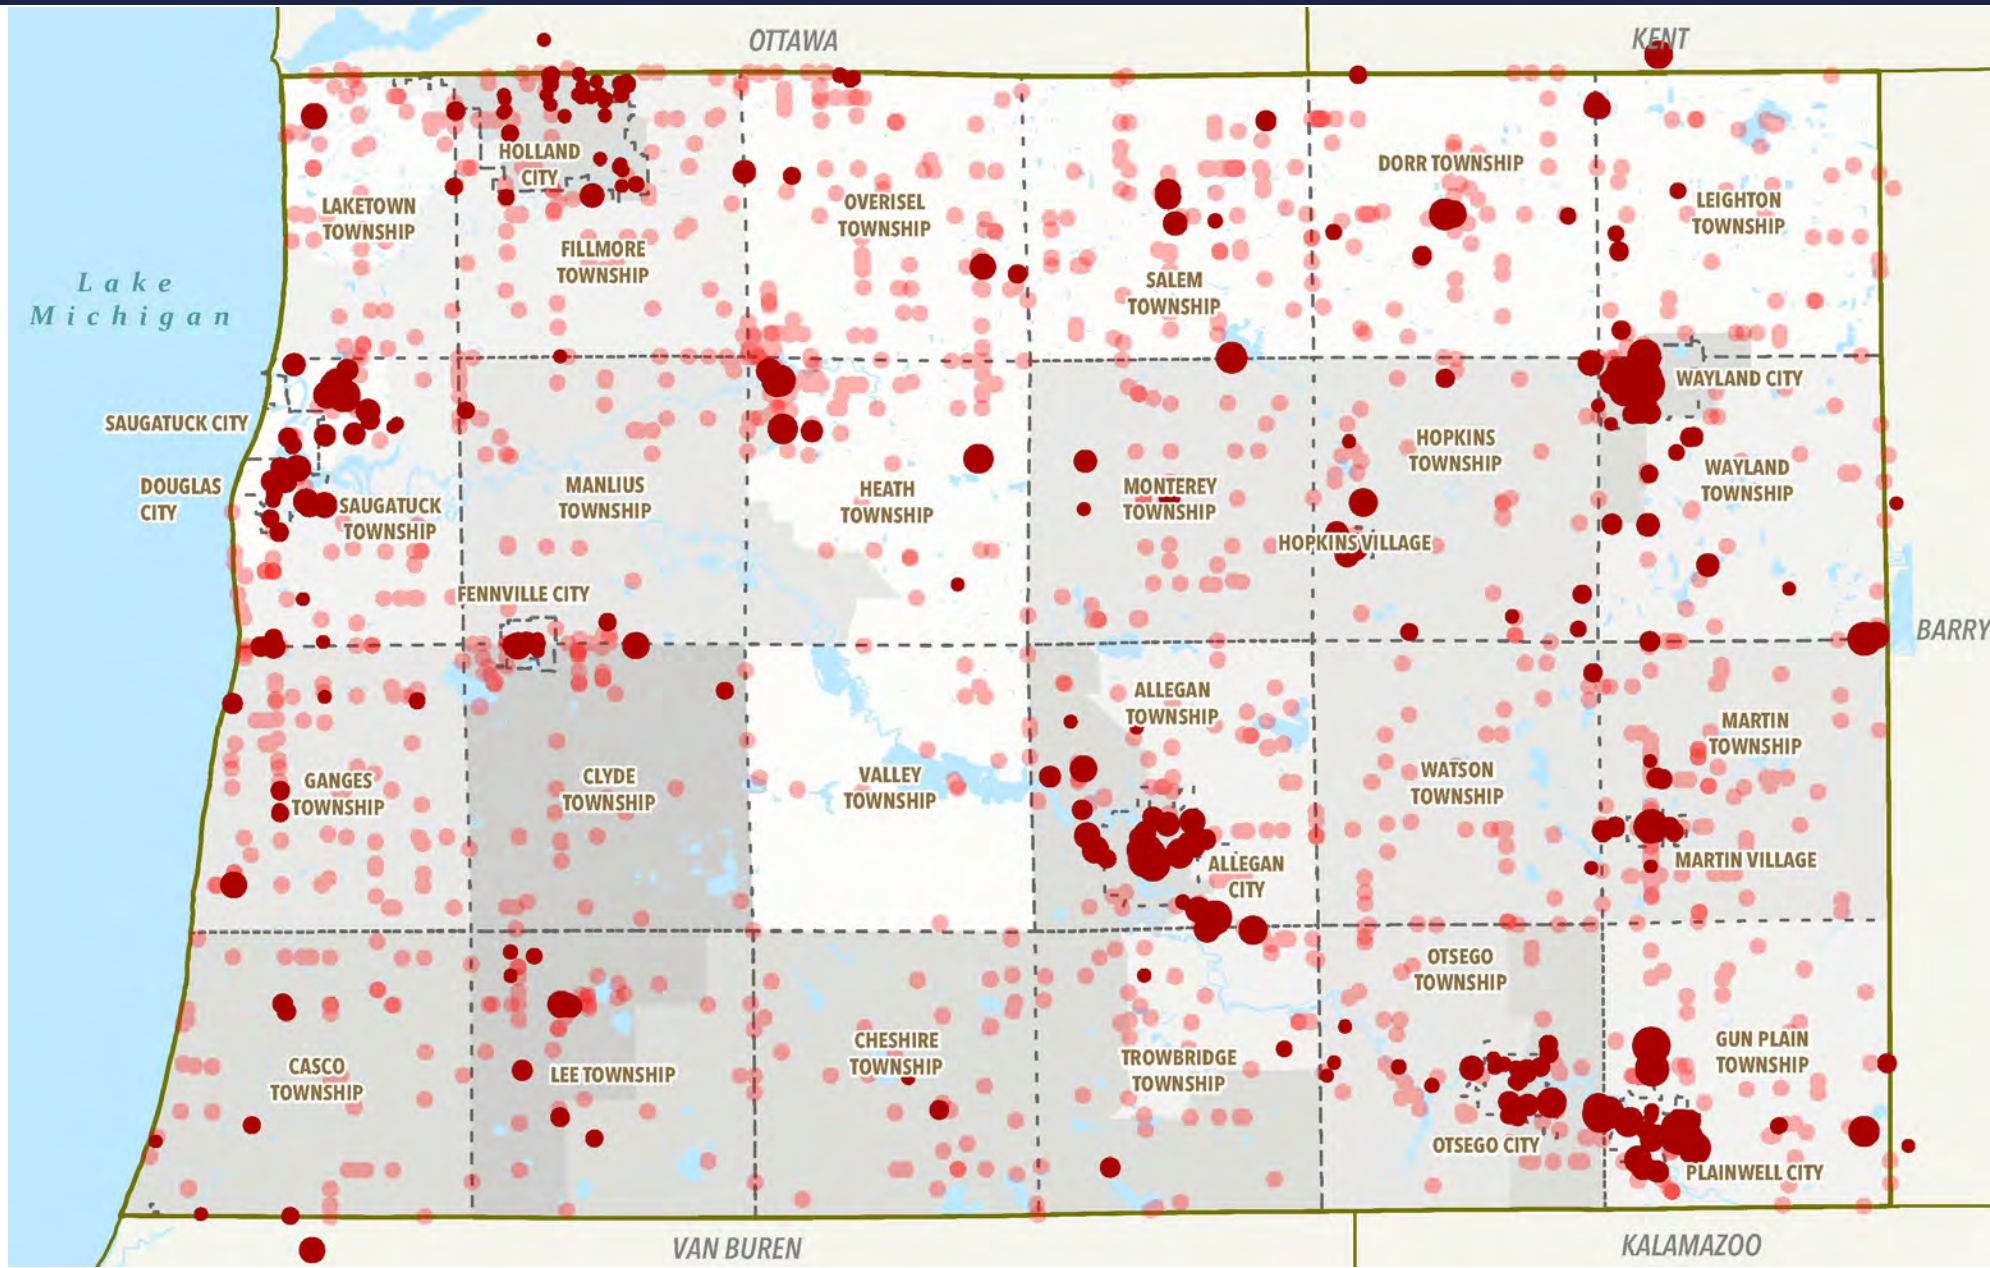 OTTAWA
KENT
HOLLAND
CITY
DORR TOWNSHIP
LAKETOWN
TOWNSHIP
OVERISEL
TOWNSHIP
LEIGHTON
TOWNSHIP
FILLMORE
TOWNSHIP
Lake
Michigan
SALEM
TOWNSHIP
WAYLAND CITY
SAUGATUCK CITY
HOPKINS
TOWNSHIP
DOUGLAS
CITY
SAUGATUCK
TOWNSHIP
MANLIUS
TOWNSHIP
HEATH
TOWNSHIP
MONTEREY
TOWNSHIP
WAYLAND
TOWNSHIP
HOPKINS VILLAGE
FENNVILLE CITY
BARRY
ALLEGAN
TOWNSHIP
MARTIN
TOWNSHIP
GANGES
TOWNSHIP
CLYDE
TOWNSHIP
VALLEY
TOWNSHIP
WATSON
TOWNSHIP
ALLEGAN
CITY
MARTIN VILLAGE
OTSEGO
TOWNSHIP
CASCO
TOWNSHIP
LEE TOWNSHIP
CHESHIRE
TOWNSHIP
TROWBRIDGE
TOWNSHIP
GUN PLAIN
TOWNSHIP
OTSEGO CITY
PLAINWELL CITY
VAN BUREN
KALAMAZOO